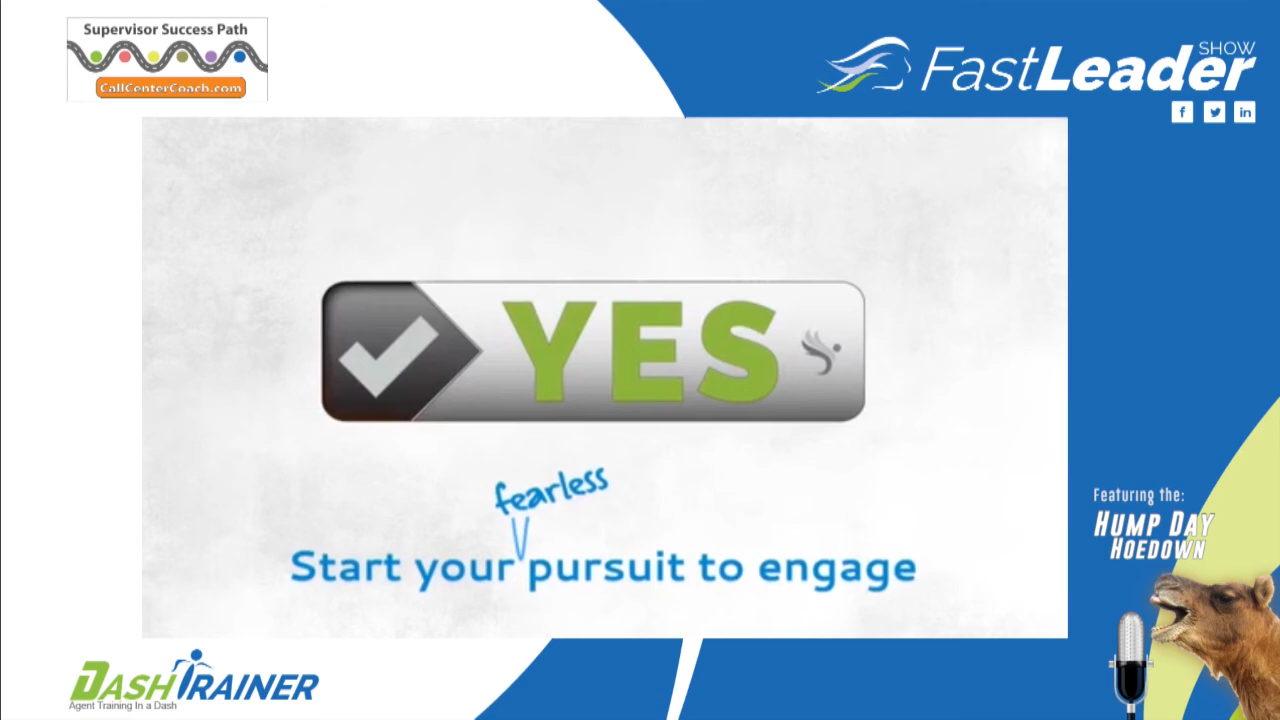 Supervisor Success Path
CallCenterCoach.com
SHOW
FastLeader
f
in
YES
fearless
Start your pursuit to engage
Featuring the:
HUMP DAY
HOEDOWN
DASHTRAINER
Agent Training In a Dash